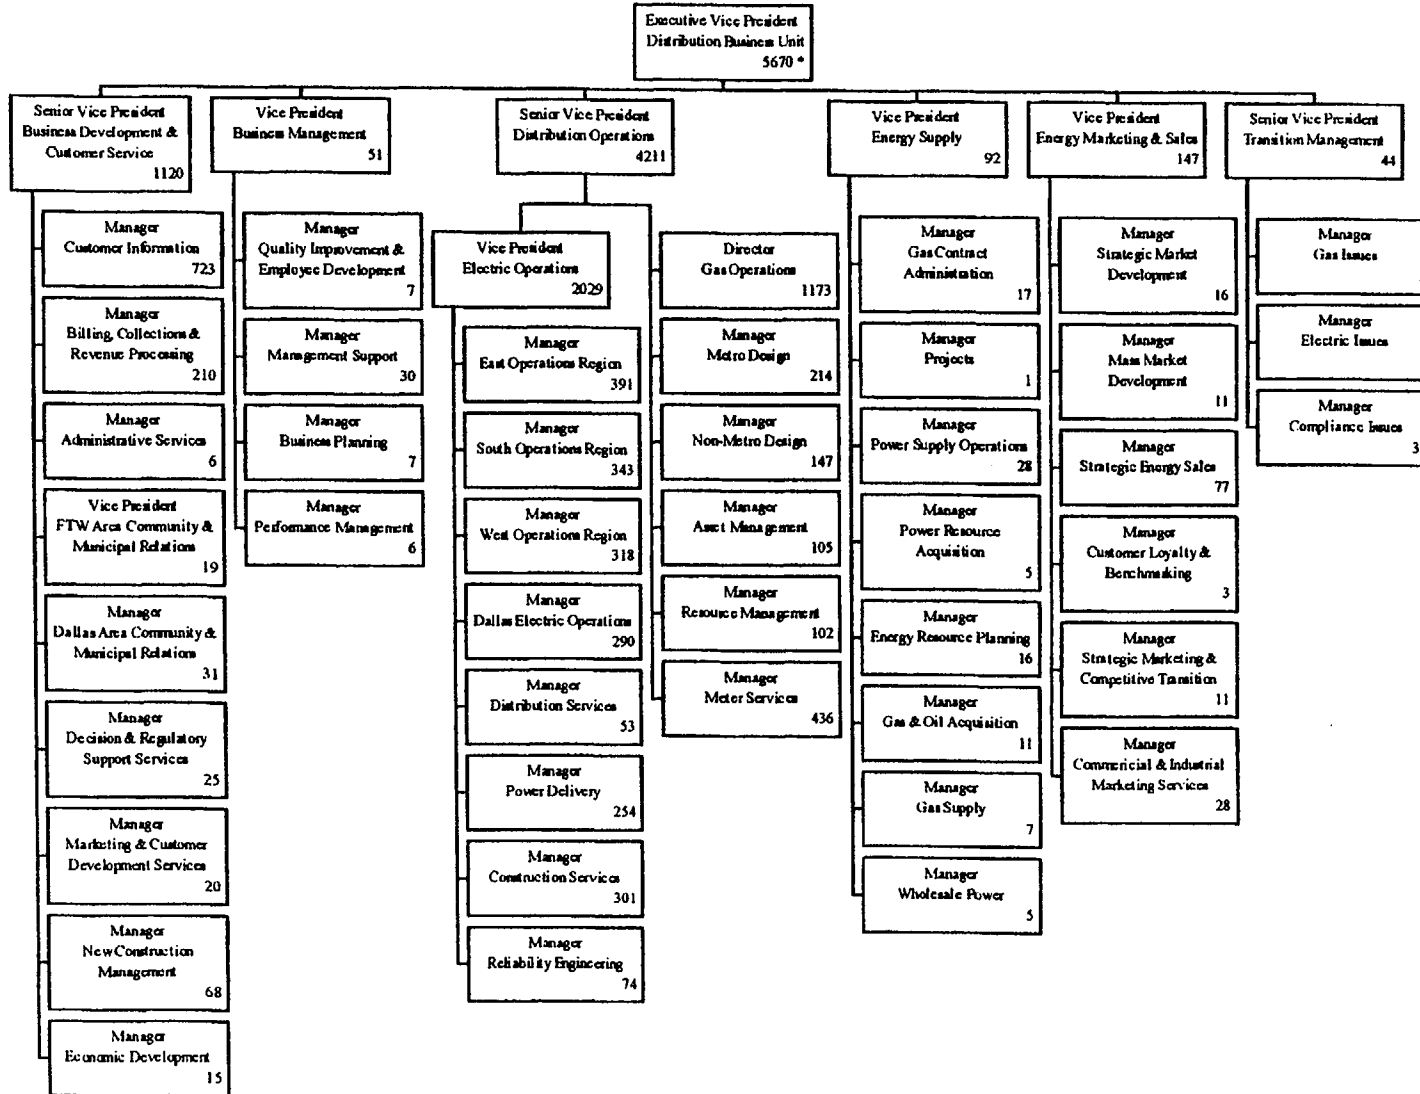 Executive Vice President
Distribution Business Unit
5670 *
Senior Vice President
Business Development &
Customer Service
1120
Vice President
Business Management
51
Senior Vice President
Distribution Operations
4211
Vice President
Energy Supply
92
Vice President
Energy Marketing & Sales
147
Senior Vice President
Transition Management
44
Manager
Customer Information
723
Manager
Billing, Collections &
Revenue Processing
210
Manager
Administrative Services
6
Vice President
FTW Area Community &
Municipal Relations
19
Manager
Dallas Area Community &
Municipal Relations
31
Manager
Decision & Regulatory
Support Services
25
Manager
Marketing & Customer
Development Services
20
Manager
New Construction
Management
68
Manager
Economic Development
15
Manager
Quality Improvement &
Employee Development
7
Manager
Management Support
30
Manager
Business Planning
7
Manager
Performance Management
6
Vice President
Electric Operations
2029
Manager
East Operations Region
391
Manager
South Operations Region
343
Manager
West Operations Region
318
Manager
Dallas Electric Operations
290
Manager
Distribution Services
53
Manager
Power Delivery
254
Manager
Construction Services
301
Manager
Reliability Engineering
74
Director
Gas Operations
1173
Manager
Metro Design
214
Manager
Non-Metro Design
147
Manager
Asset Management
105
Manager
Resource Management
102
Manager
Meter Services
436
Manager
Gas Contract
Administration
17
Manager
Projects
1
Manager
Power Supply Operations
28
Manager
Power Resource
Acquisition
5
Manager
Energy Resource Planning
16
Manager
Gas & Oil Acquisition
11
Manager
Gas Supply
7
Manager
Wholesale Power
5
Manager
Strategic Market
Development
16
Manager
Mass Market
Development
11
Manager
Strategic Energy Sales
77
Manager
Customer Loyalty &
Benchmarking
3
Manager
Strategic Marketing &
Competitive Transition
11
Manager
Commericial & Industrial
Marketing Services
28
Manager
Gas Issues
Manager
Electric Issues
Manager
Compliance Issues
3